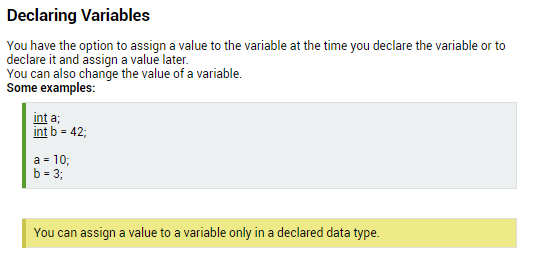 Declaring Variables
You have the option to assign a value to the variable at the time you declare the variable or to
declare it and assign a value later.
You can also change the value of a variable.
Some examples:
int a;
int b = 42;
a = 10;
b = 3;
You can assign a value to a variable only in a declared data type.